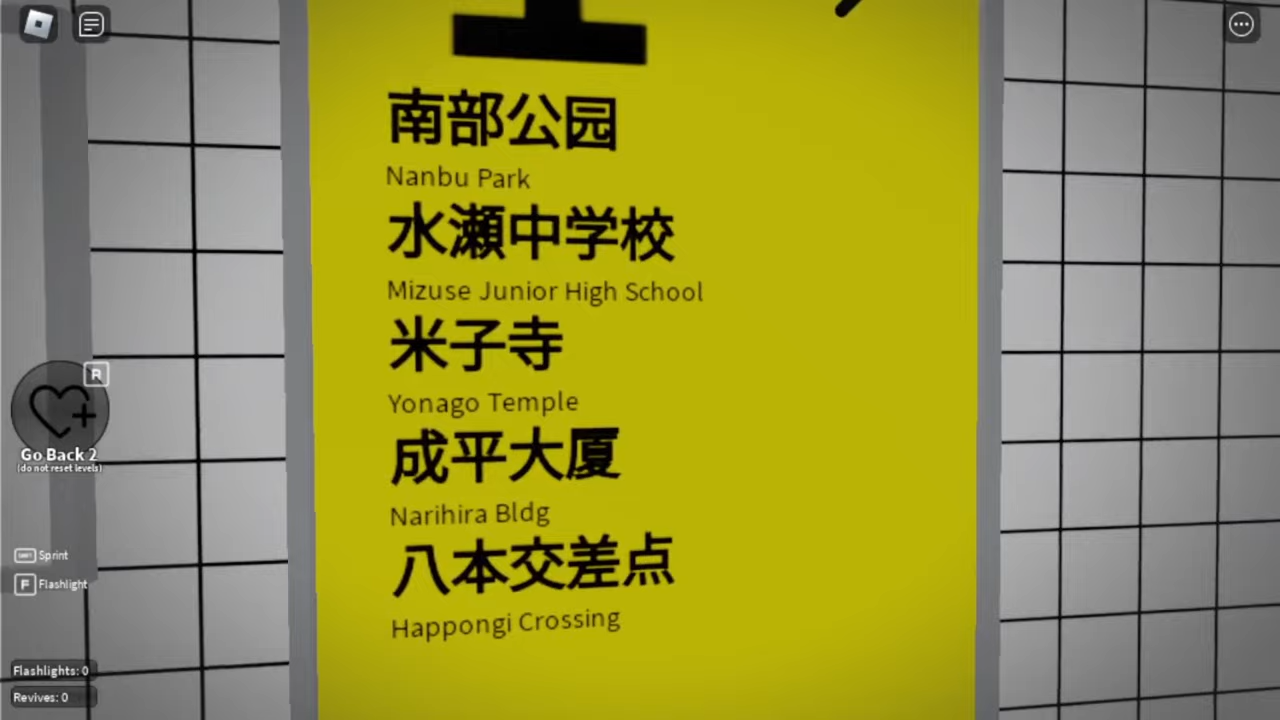 南部公园
Nanbu Park
水瀬中学校
Mizuse Junior High School
米子寺
Yonago Temple
成平大厦
Narihira Bldg
八本交差点
Happongi Crossing
R
Go Back 2
(do not reset levels)
Sprint
F Flashlight
Flashlights: 0
Revives: 0